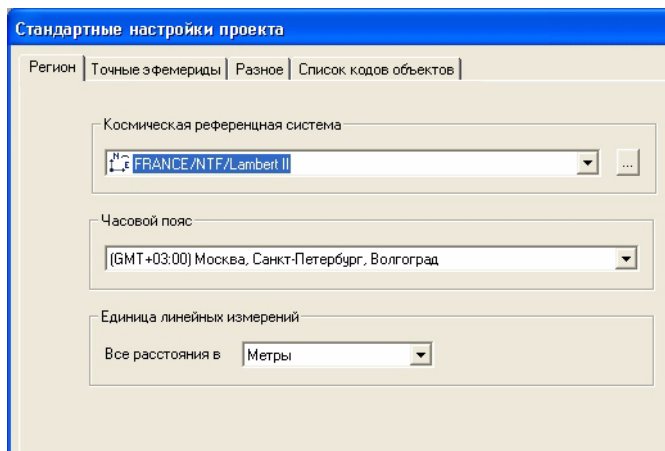 Стандартные настройки проекта
Регион Точные эфемериды Разное Список кодов объектов
Космическая референцная система
FRANCE/NTF/Lambert II ...
Часовой пояс
(GMT+03:00) Москва, Санкт-Петербург, Волгоград
Единица линейных измерений
Все расстояния в Метры